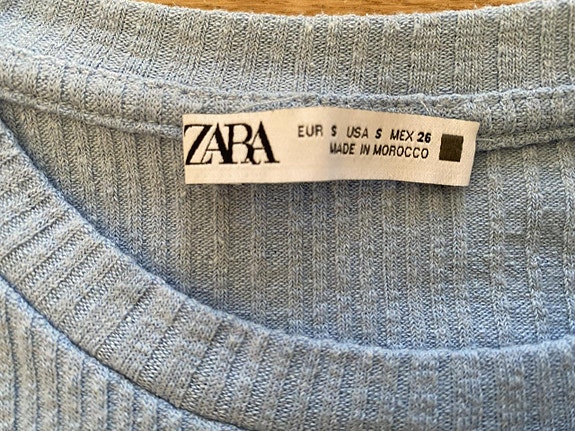 ZARA
EUR S USA S MEX 26
MADE IN MOROCCO